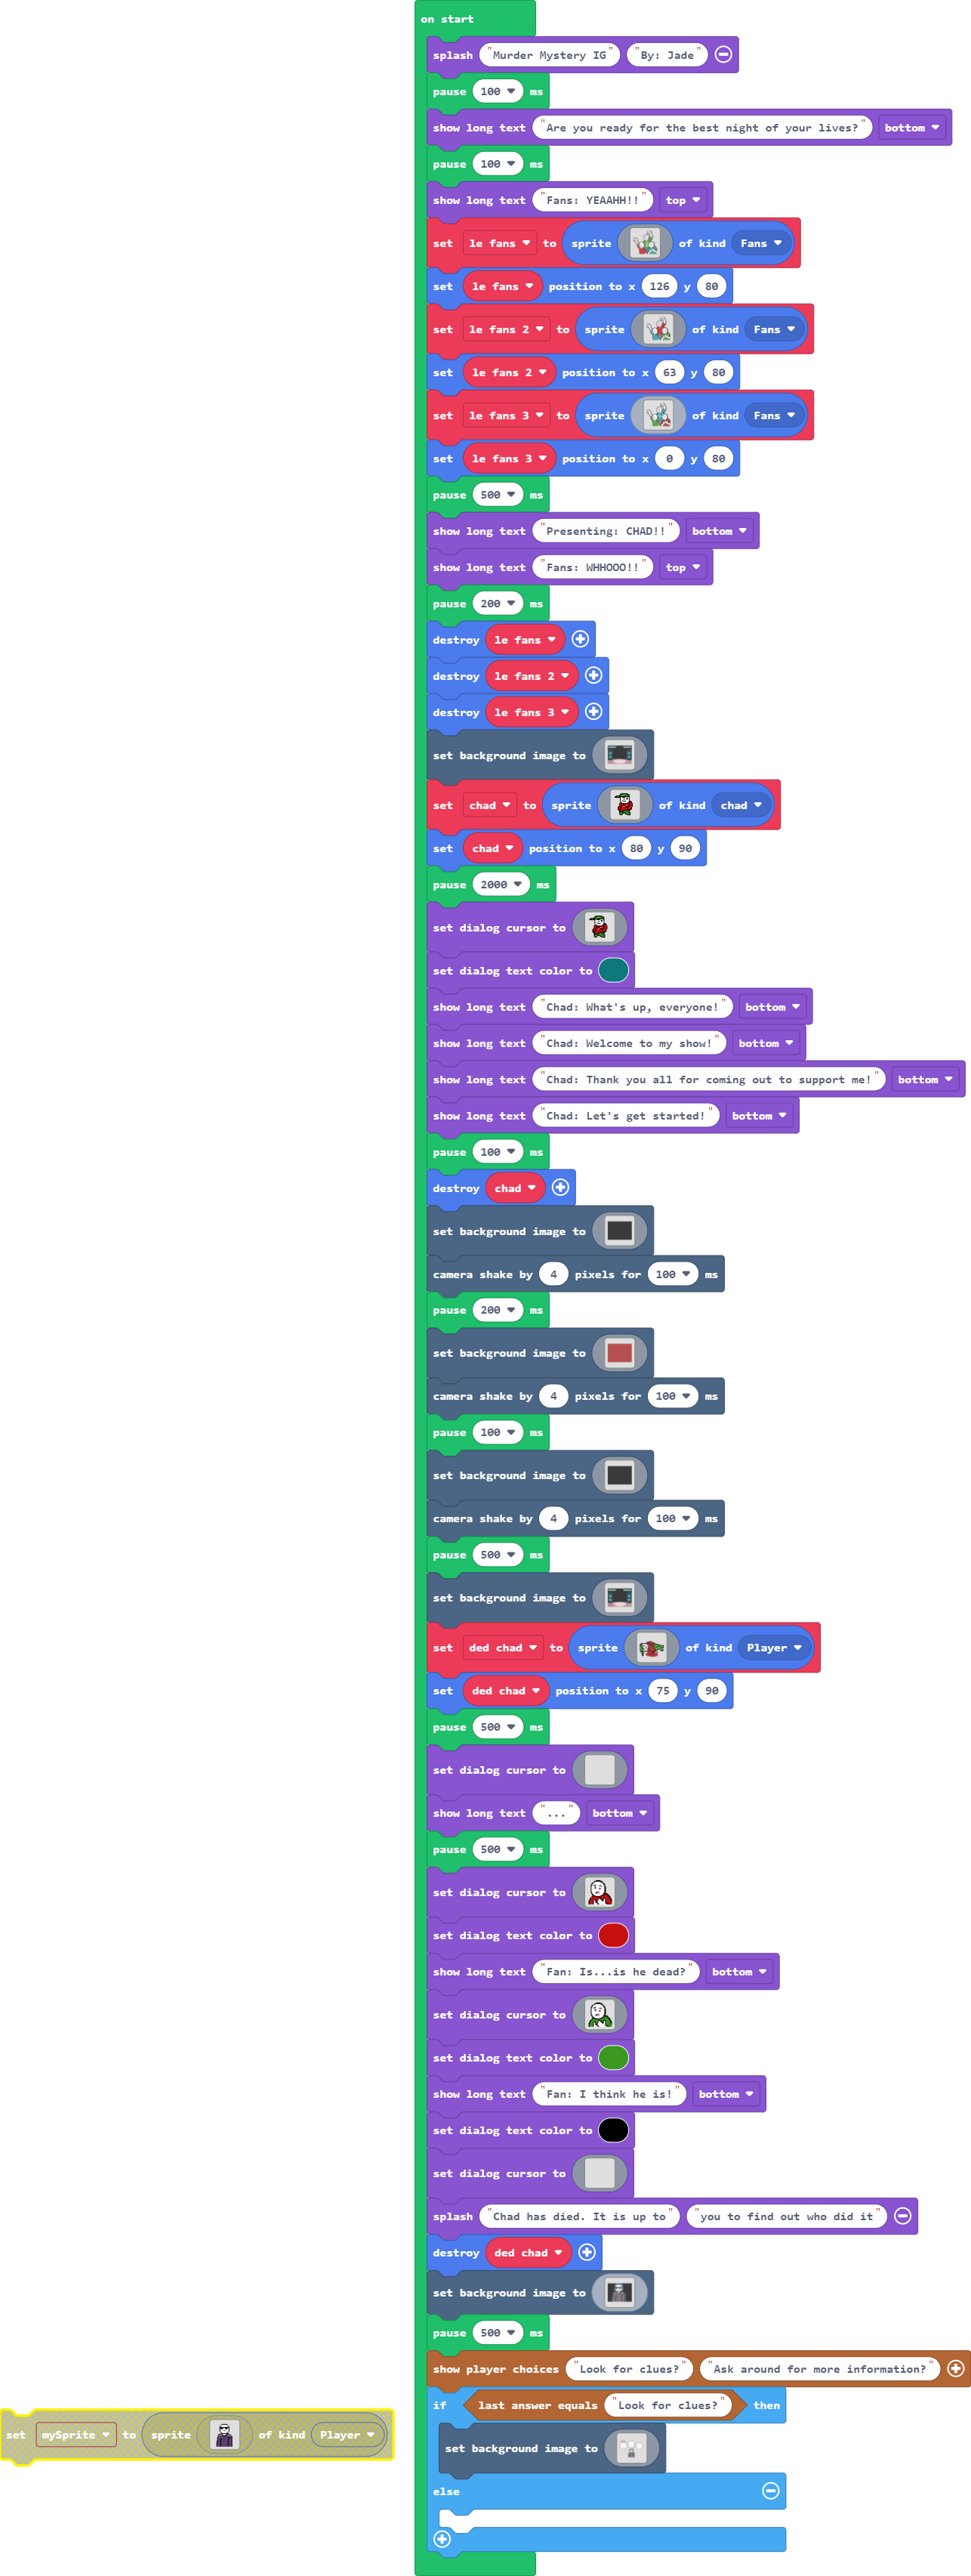 on start
splash "Murder Mystery IG" "By: Jade"
pause 100 ms
show long text "Are you ready for the best night of your lives?" bottom
pause 100 ms
show long text "Fans: YEAAHH!!" top
set le fans to sprite of kind Fans
set le fans position to x 126 y 80
set le fans 2 to sprite of kind Fans
set le fans 2 position to x 63 y 80
set le fans 3 to sprite of kind Fans
set le fans 3 position to x 0 y 80
pause 500 ms
show long text "Presenting: CHAD!!" bottom
show long text "Fans: WHHOOO!!" top
pause 200 ms
destroy le fans
destroy le fans 2
destroy le fans 3
set background image to
set chad to sprite of kind chad
set chad position to x 80 y 90
pause 2000 ms
set dialog cursor to
set dialog text color to
show long text "Chad: What's up, everyone!" bottom
show long text "Chad: Welcome to my show!" bottom
show long text "Chad: Thank you all for coming out to support me!" bottom
show long text "Chad: Let's get started!" bottom
pause 100 ms
destroy chad
set background image to
camera shake by 4 pixels for 100 ms
pause 200 ms
set background image to
camera shake by 4 pixels for 100 ms
pause 100 ms
set background image to
camera shake by 4 pixels for 100 ms
pause 500 ms
set background image to
set ded chad to sprite of kind Player
set ded chad position to x 75 y 90
pause 500 ms
set dialog cursor to
show long text "..." bottom
pause 500 ms
set dialog cursor to
set dialog text color to
show long text "Fan: Is...is he dead?" bottom
set dialog cursor to
set dialog text color to
show long text "Fan: I think he is!" bottom
set dialog text color to
set dialog cursor to
splash "Chad has died. It is up to" "you to find out who did it"
destroy ded chad
set background image to
pause 500 ms
show player choices "Look for clues?" "Ask around for more information?"
if last answer equals "Look for clues?" then
set mySprite to sprite of kind Player
set background image to
else